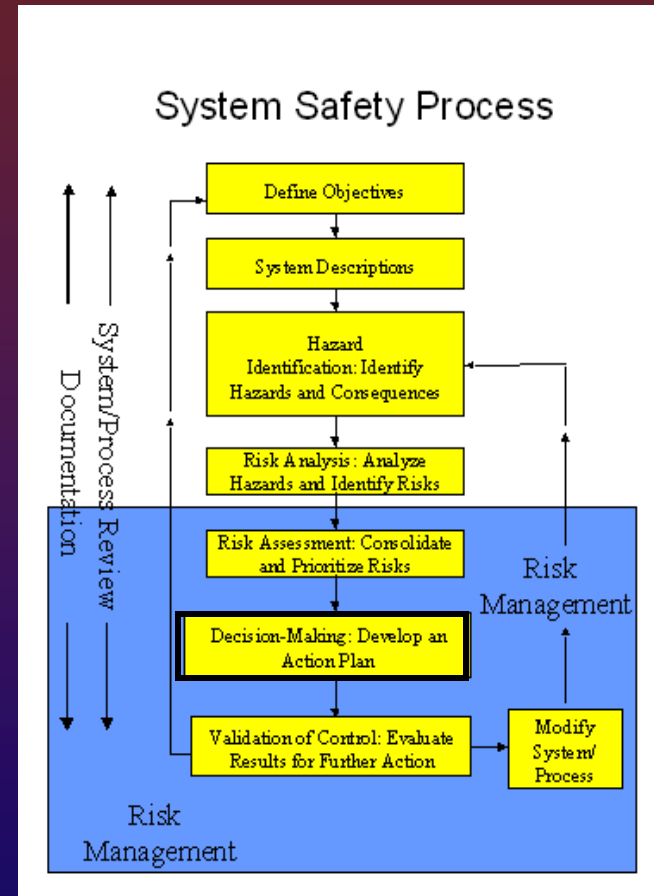 System Safety Process
Define Objectives
System Descriptions
Hazard
Identification: Identify
Hazards and Consequences
Risk Analysis: Analyze
Hazards and Identify Risks
Risk Assessment: Consolidate
and Prioritize Risks
Decision-Making: Develop an
Action Plan
Validation of Control: Evaluate
Results for Further Action
Modify
System/
Process
System/Process Review
Documentation
Risk
Management
Risk
Management